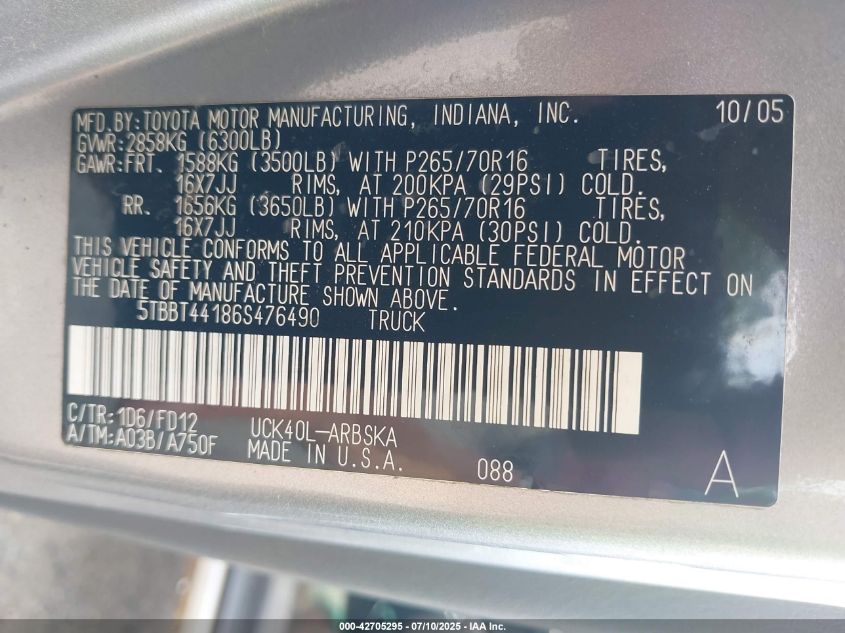 MFD.BY:TOYOTA MOTOR MANUFACTURING, INDIANA, INC. 10/05
GVWR:2858KG (6300LB)
GAWR:FRT. 1588KG (3500LB) WITH P265/70R16 TIRES,
16X7JJ RIMS, AT 200KPA (29PSI) COLD.
RR. 1656KG (3650LB) WITH P265/70R16 TIRES,
16X7JJ RIMS, AT 210KPA (30PSI) COLD.
THIS VEHICLE CONFORMS TO ALL APPLICABLE FEDERAL MOTOR
VEHICLE SAFETY AND THEFT PREVENTION STANDARDS IN EFFECT ON
THE DATE OF MANUFACTURE SHOWN ABOVE.
5TBBT44186S476490 TRUCK
C/TR:1D6/FD12 UCK40L-ARBSKA
A/TM:A03B/A750F MADE IN U.S.A. 088 A
000-42705295 - 07/10/2025 - IAA Inc.